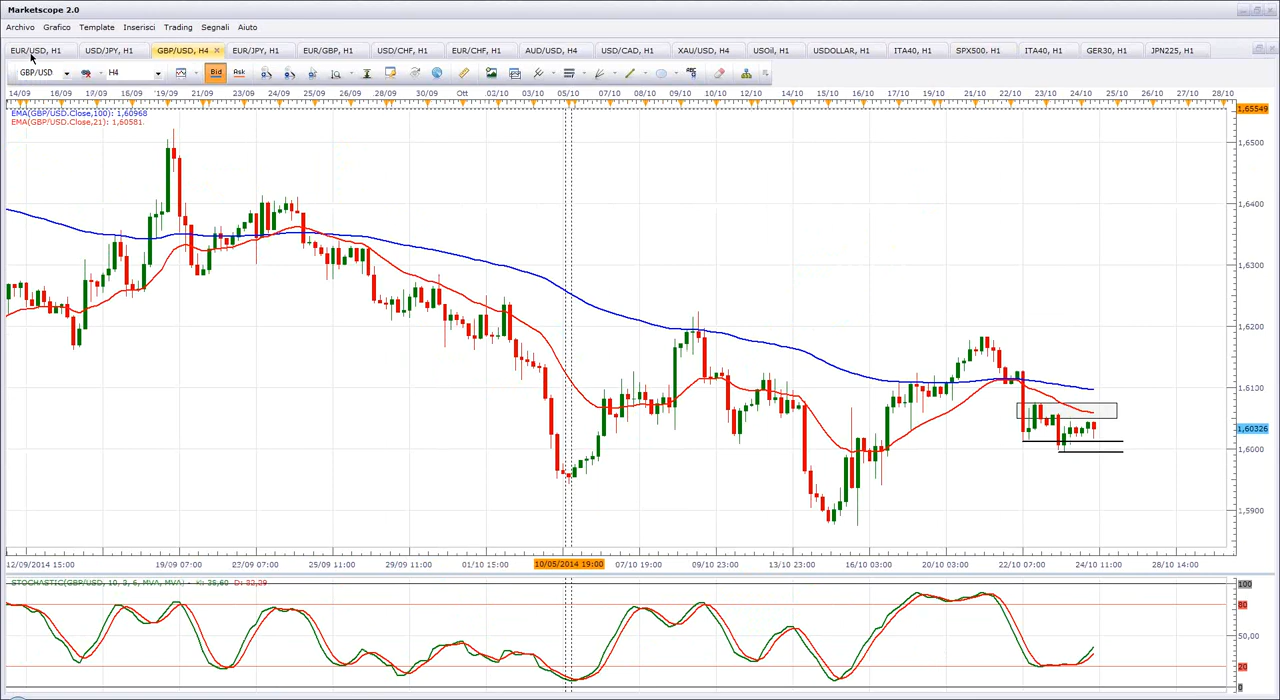 Marketscope 2.0
Archivo Grafico Template Inserisci Trading Segnali Aiuto
EUR/USD, H1 USD/JPY, H1 GBP/USD, H4 EUR/JPY, H1 EUR/GBP, H1 USD/CHF, H1 EUR/CHF, H1 AUD/USD, H4 USD/CAD, H1 XAU/USD, H4 USOil, H1 USDOLLAR, H1 ITA40, H1 SPX500. H1 ITA40, H1 GER30, H1 JPN225, H1
GBP/USD H4 Bid Ask
14/09 16/09 17/09 18/09 19/09 21/09 23/09 24/09 25/09 26/09 28/09 30/09 Ott 02/10 03/10 05/10 07/10 08/10 09/10 10/10 12/10 14/10 15/10 16/10 17/10 19/10 21/10 22/10 23/10 24/10 25/10 26/10 27/10 28/10
EMA(GBP/USD.Close,100): 1,60968
EMA(GBP/USD.Close,21): 1,60581
1,65549
1,6500
1,6400
1,6300
1,6200
1,6100
1,60326
1,6000
1,5900
12/09/2014 15:00 19/09 07:00 23/09 07:00 25/09 11:00 29/09 11:00 01/10 15:00 10/05/2014 19:00 07/10 19:00 09/10 23:00 13/10 23:00 16/10 03:00 20/10 03:00 22/10 07:00 24/10 11:00 28/10 14:00
100
80
50,00
20
0